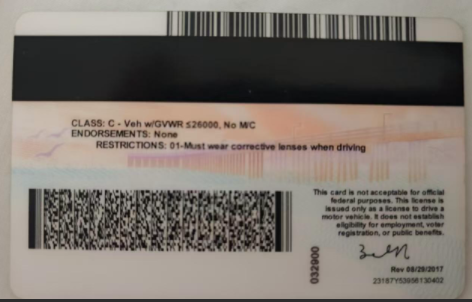 CLASS: C - Veh w/GVWR ≤26000, No M/C
ENDORSEMENTS: None
RESTRICTIONS: 01-Must wear corrective lenses when driving
This card is not acceptable for official
federal purposes. This license is
issued only as a license to drive a
motor vehicle. It does not establish
eligibility for employment, voter
registration, or public benefits.
032900
Rev 08/29/2017
23167Y53956130402